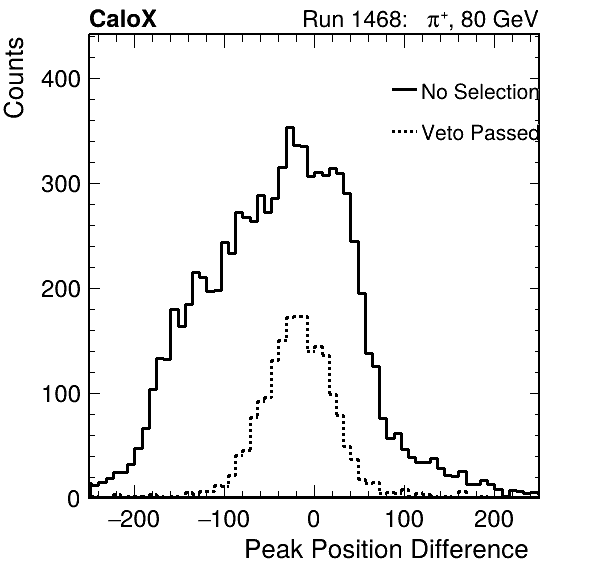 CaloX Run 1468: π⁺, 80 GeV
Counts
400
No Selection
Veto Passed
300
200
100
0
−200 −100 0 100 200
Peak Position Difference